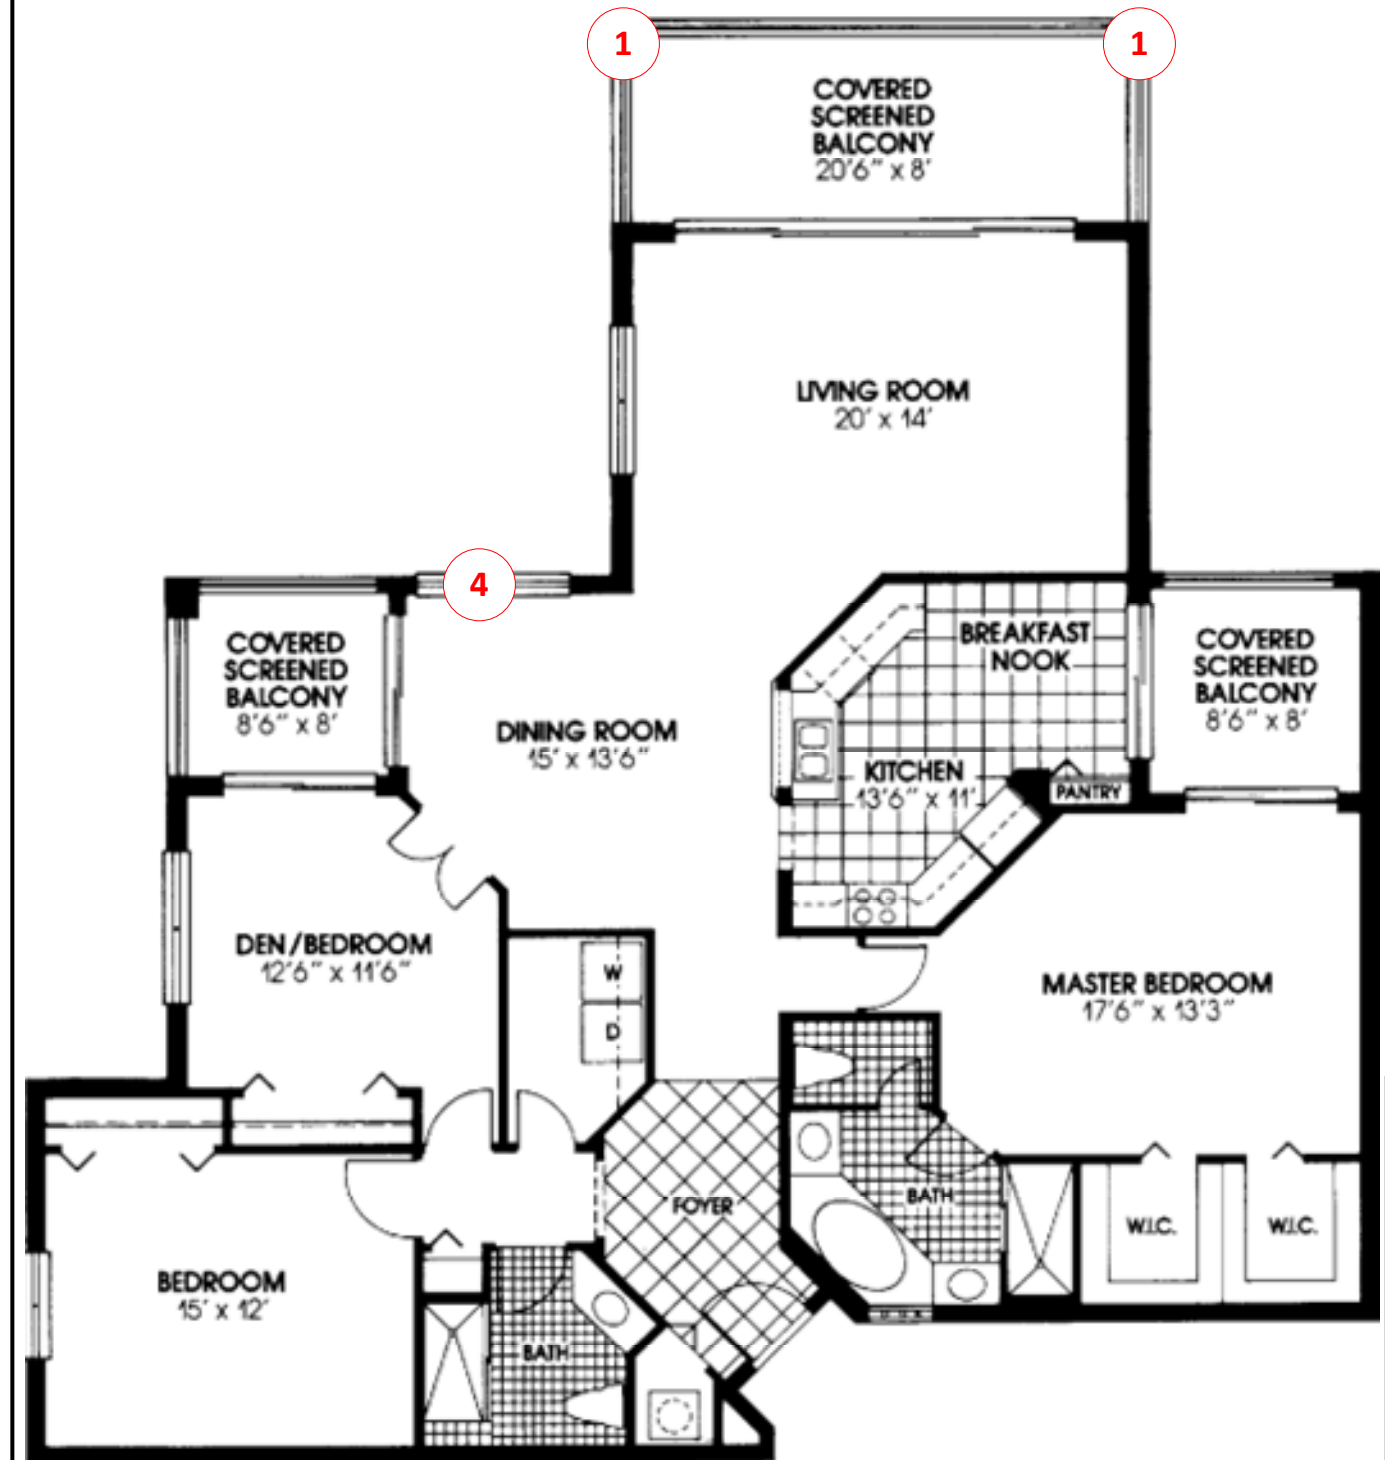 1
1
COVERED
SCREENED
BALCONY
20'6" x 8'
LIVING ROOM
20' x 14'
4
COVERED
SCREENED
BALCONY
8'6" x 8'
BREAKFAST
NOOK
COVERED
SCREENED
BALCONY
8'6" x 8'
DINING ROOM
15' x 13'6"
KITCHEN
13'6" x 11'
PANTRY
DEN/BEDROOM
12'6" x 11'6"
W
D
MASTER BEDROOM
17'6" x 13'3"
FOYER
BATH
W.I.C.
W.I.C.
BEDROOM
15' x 12'
BATH